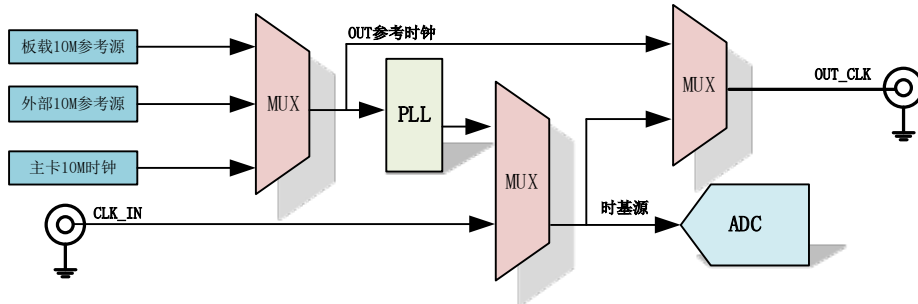 OUT参考时钟
板载10M参考源
外部10M参考源
主卡10M时钟
MUX
PLL
MUX
MUX
OUT_CLK
CLK_IN
时基源
ADC